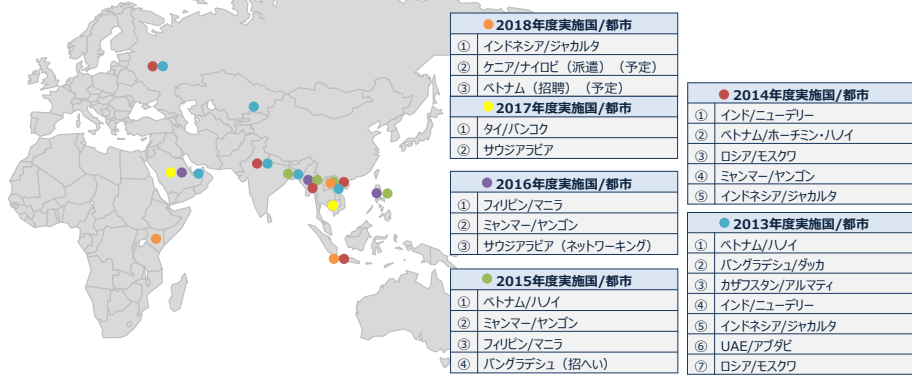 ●2018年度実施国/都市
① インドネシア/ジャカルタ
② ケニア/ナイロビ（派遣）（予定）
③ ベトナム（招聘）（予定）
●2017年度実施国/都市
① タイ/バンコク
② サウジアラビア
●2016年度実施国/都市
① フィリピン/マニラ
② ミャンマー/ヤンゴン
③ サウジアラビア（ネットワーキング）
●2015年度実施国/都市
① ベトナム/ハノイ
② ミャンマー/ヤンゴン
③ フィリピン/マニラ
④ バングラデシュ（招へい）
●2014年度実施国/都市
① インド/ニューデリー
② ベトナム/ホーチミン・ハノイ
③ ロシア/モスクワ
④ ミャンマー/ヤンゴン
⑤ インドネシア/ジャカルタ
●2013年度実施国/都市
① ベトナム/ハノイ
② バングラデシュ/ダッカ
③ カザフスタン/アルマティ
④ インド/ニューデリー
⑤ インドネシア/ジャカルタ
⑥ UAE/アブダビ
⑦ ロシア/モスクワ